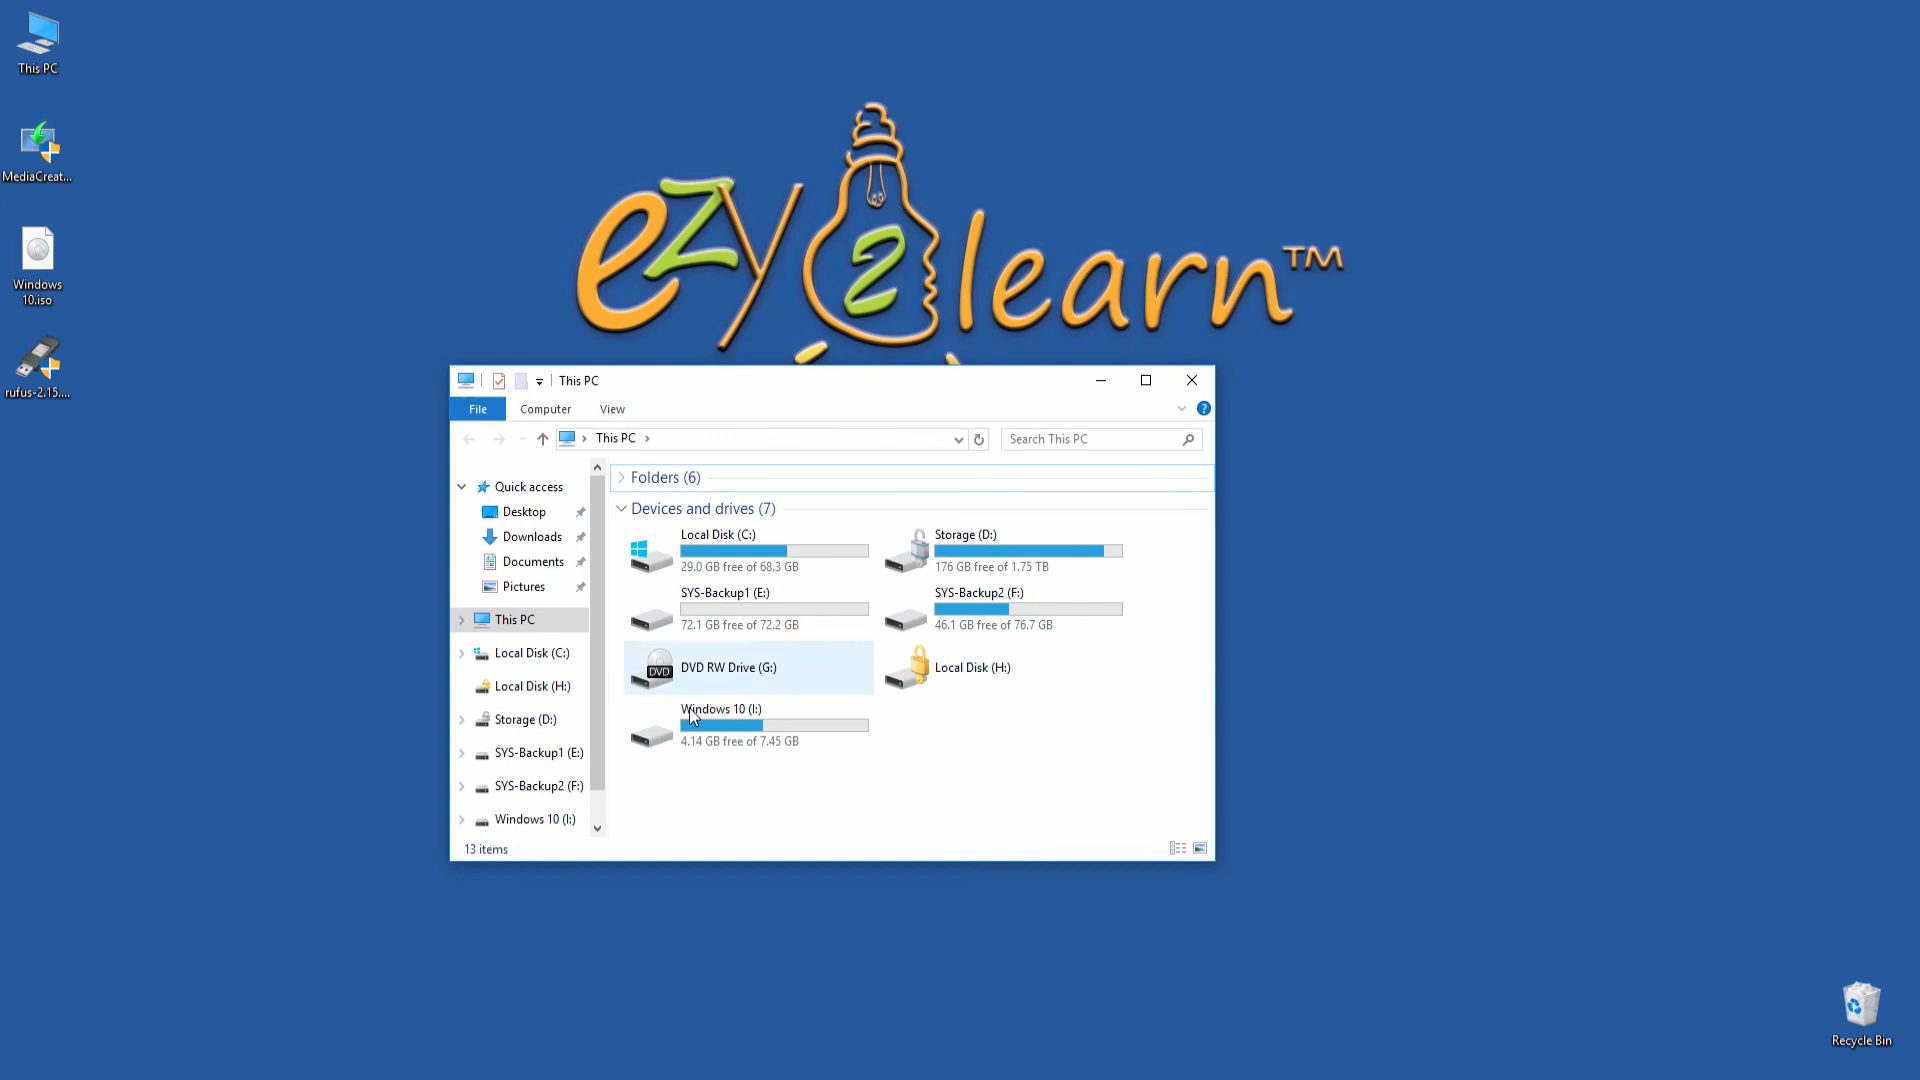 This PC
MediaCreat...
Windows
10.iso
rufus-2.15....
ezy2learn™
This PC
File
Computer
View
This PC
Search This PC
Quick access
Desktop
Downloads
Documents
Pictures
This PC
Local Disk (C:)
Local Disk (H:)
Storage (D:)
SYS-Backup1 (E:)
SYS-Backup2 (F:)
Windows 10 (I:)
Folders (6)
Devices and drives (7)
Local Disk (C:)
29.0 GB free of 68.3 GB
Storage (D:)
176 GB free of 1.75 TB
SYS-Backup1 (E:)
72.1 GB free of 72.2 GB
SYS-Backup2 (F:)
46.1 GB free of 76.7 GB
DVD
DVD RW Drive (G:)
Local Disk (H:)
Windows 10 (I:)
4.14 GB free of 7.45 GB
13 items
Recycle Bin